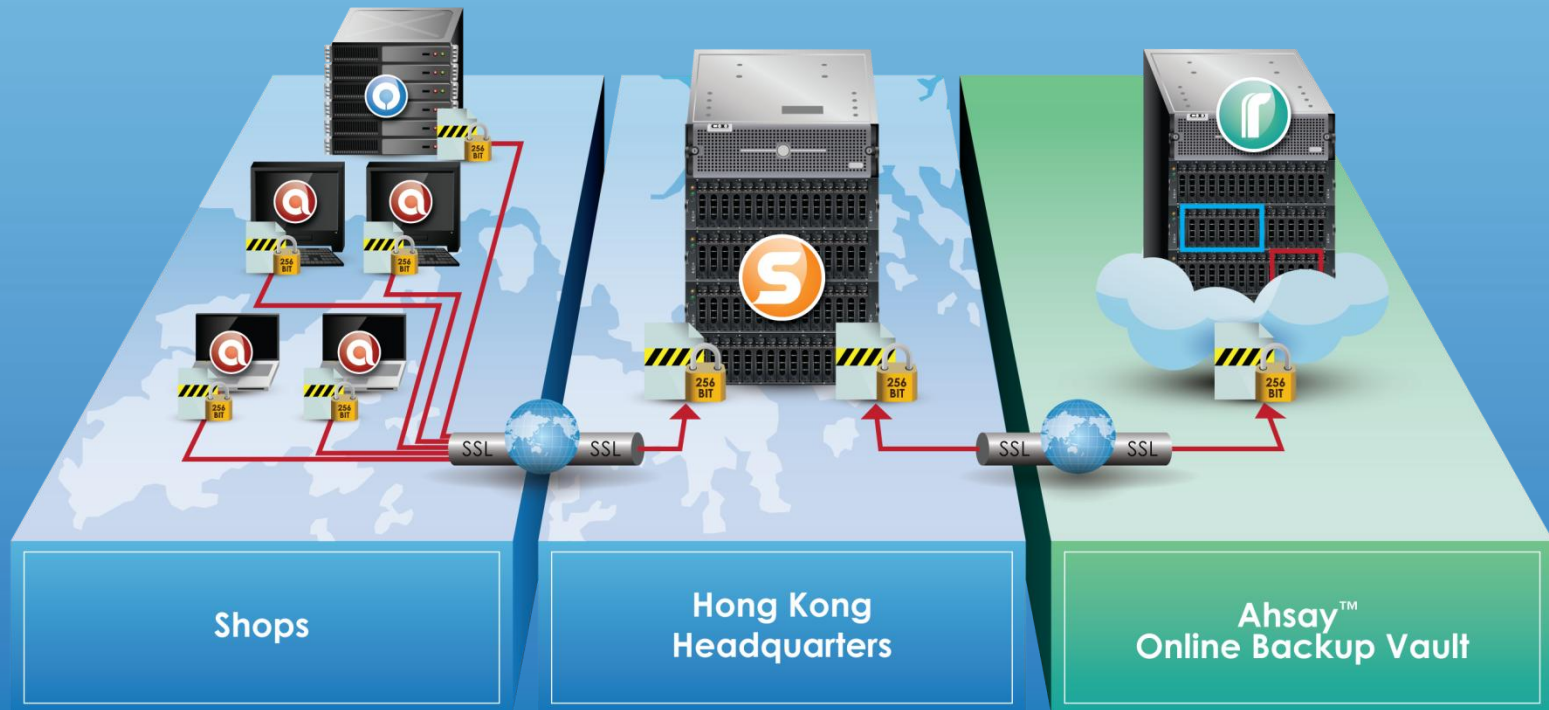 256
BIT
a
a
256
BIT
256
BIT
a
a
256
BIT
256
BIT
S
r
256
BIT
256
BIT
256
BIT
SSL
SSL
SSL
SSL
Shops
Hong Kong
Headquarters
Ahsay™
Online Backup Vault